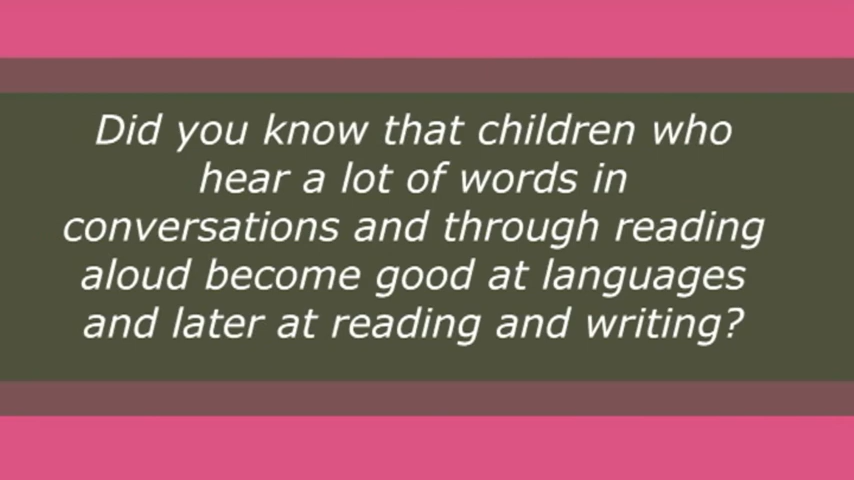 Did you know that children who
hear a lot of words in
conversations and through reading
aloud become good at languages
and later at reading and writing?